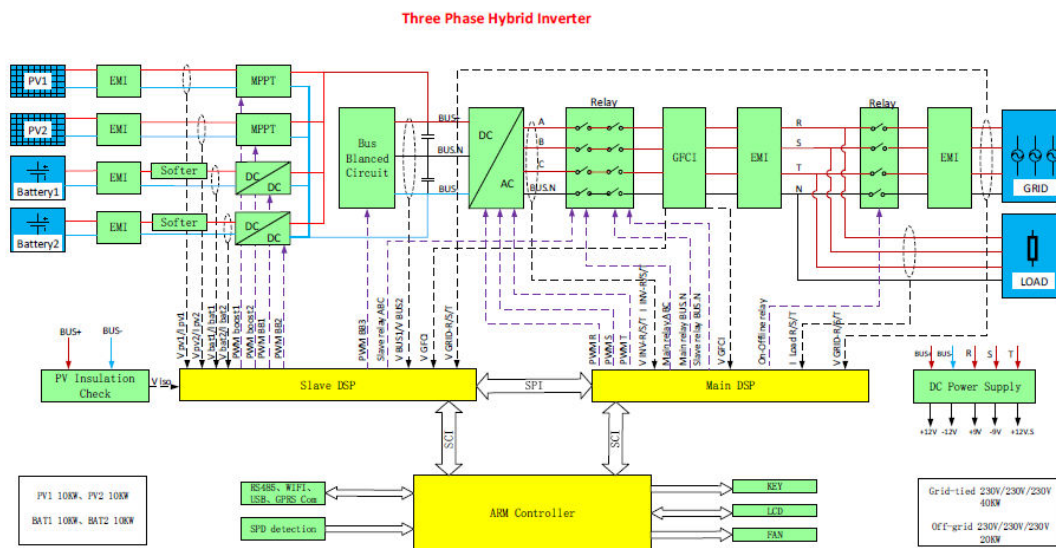 Three Phase Hybrid Inverter
PV1
EMI
MPPT
PV2
EMI
MPPT
Battery1
EMI
Softer
DC
DC
Battery2
EMI
Softer
DC
DC
Bus
Blanced
Circuit
BUS
BUS.N
BUS
DC
AC
A
B
C
BUS.N
Relay
GFCI
EMI
R
S
T
N
Relay
EMI
GRID
LOAD
V pv1/I pv1
V pv2/I pv2
V bat1/I bat1
V bat2/I bat2
PWM boost1
PWM boost2
PWM BB1
PWM BB2
PWM BB3
Slave relay ABC
V BUS1/V BUS2
V GFCI
V GRID-R/S/T
PWM R
PWM S
PWM T
V INV-R/S/T
I INV-R/S/T
Main relay ABC
Main relay BUS.N
Slave relay BUS.N
V GFCI
On-Offline relay
I Load R/S/T
V GRID-R/S/T
BUS+
BUS-
PV Insulation
Check
V iso
Slave DSP
SPI
Main DSP
BUS+
BUS-
R
S
T
DC Power Supply
+12V
-12V
+9V
-9V
+12V.S
SCI
SCI
PV1 10KW、PV2 10KW
BAT1 10KW、BAT2 10KW
RS485、WIFI、
USB、GPRS Com
SPD detection
ARM Controller
KEY
LCD
FAN
Grid-tied 230V/230V/230V
40KW
Off-grid 230V/230V/230V
20KW